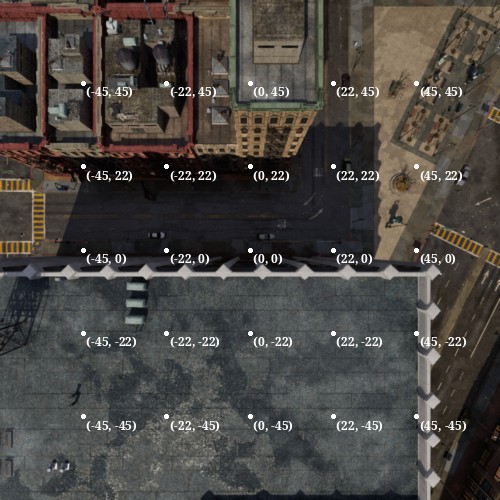 (-45, 45) (-22, 45) (0, 45) (22, 45) (45, 45)
(-45, 22) (-22, 22) (0, 22) (22, 22) (45, 22)
(-45, 0) (-22, 0) (0, 0) (22, 0) (45, 0)
(-45, -22) (-22, -22) (0, -22) (22, -22) (45, -22)
(-45, -45) (-22, -45) (0, -45) (22, -45) (45, -45)